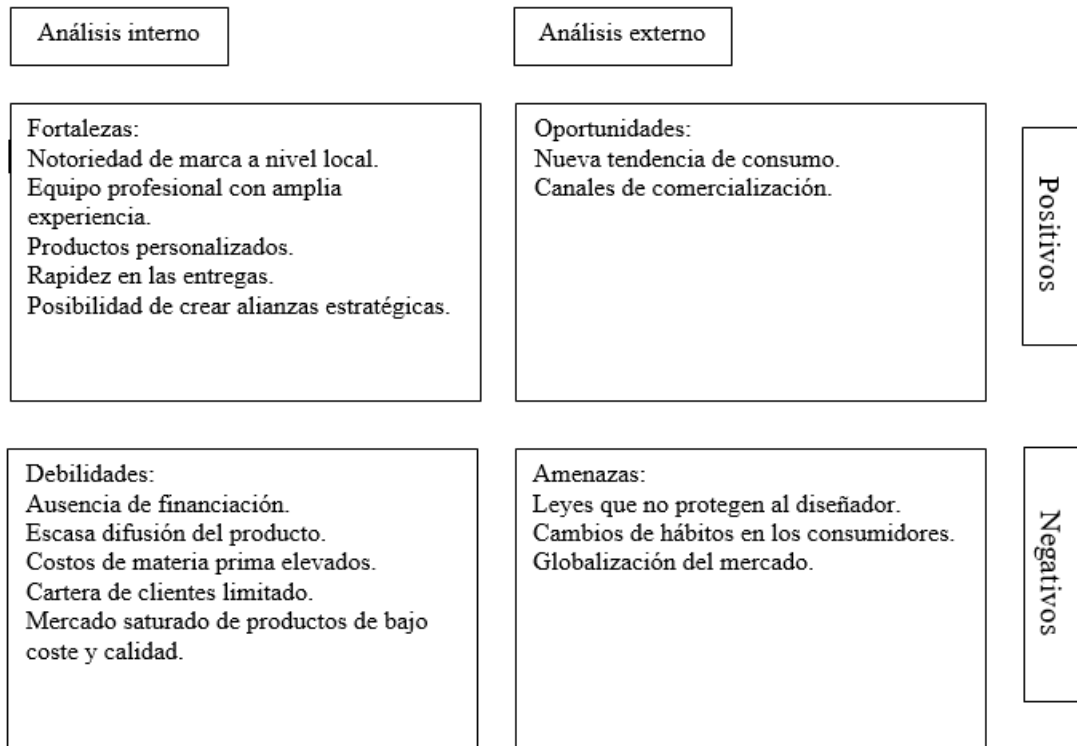 Análisis interno
Análisis externo
Fortalezas:
Notoriedad de marca a nivel local.
Equipo profesional con amplia
experiencia.
Productos personalizados.
Rapidez en las entregas.
Posibilidad de crear alianzas estratégicas.
Oportunidades:
Nueva tendencia de consumo.
Canales de comercialización.
Positivos
Debilidades:
Ausencia de financiación.
Escasa difusión del producto.
Costos de materia prima elevados.
Cartera de clientes limitado.
Mercado saturado de productos de bajo
coste y calidad.
Amenazas:
Leyes que no protegen al diseñador.
Cambios de hábitos en los consumidores.
Globalización del mercado.
Negativos